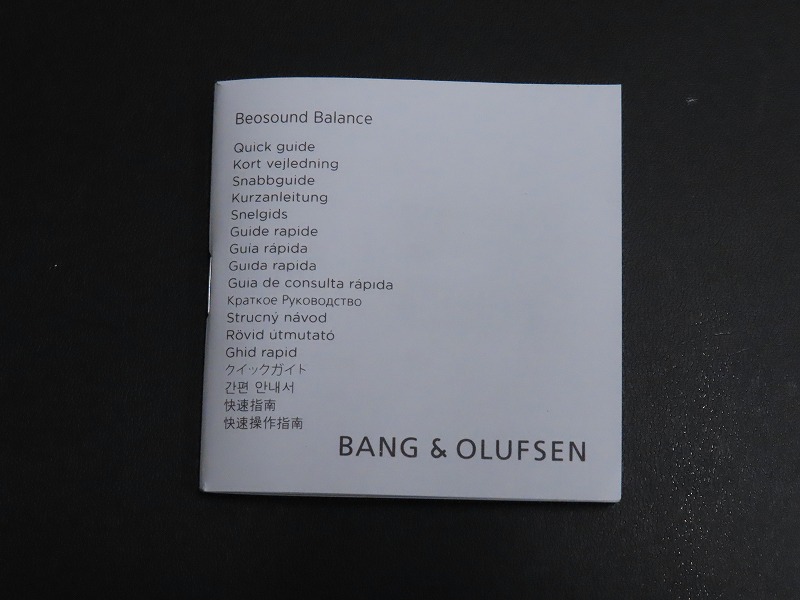 Beosound Balance
Quick guide
Kort vejledning
Snabbguide
Kurzanleitung
Snelgids
Guide rapide
Guía rápida
Guida rapida
Guia de consulta rápida
Краткое Руководство
Strucný návod
Rövid útmutató
Ghid rapid
クイックガイト
간편 안내서
快速指南
快速操作指南
BANG & OLUFSEN